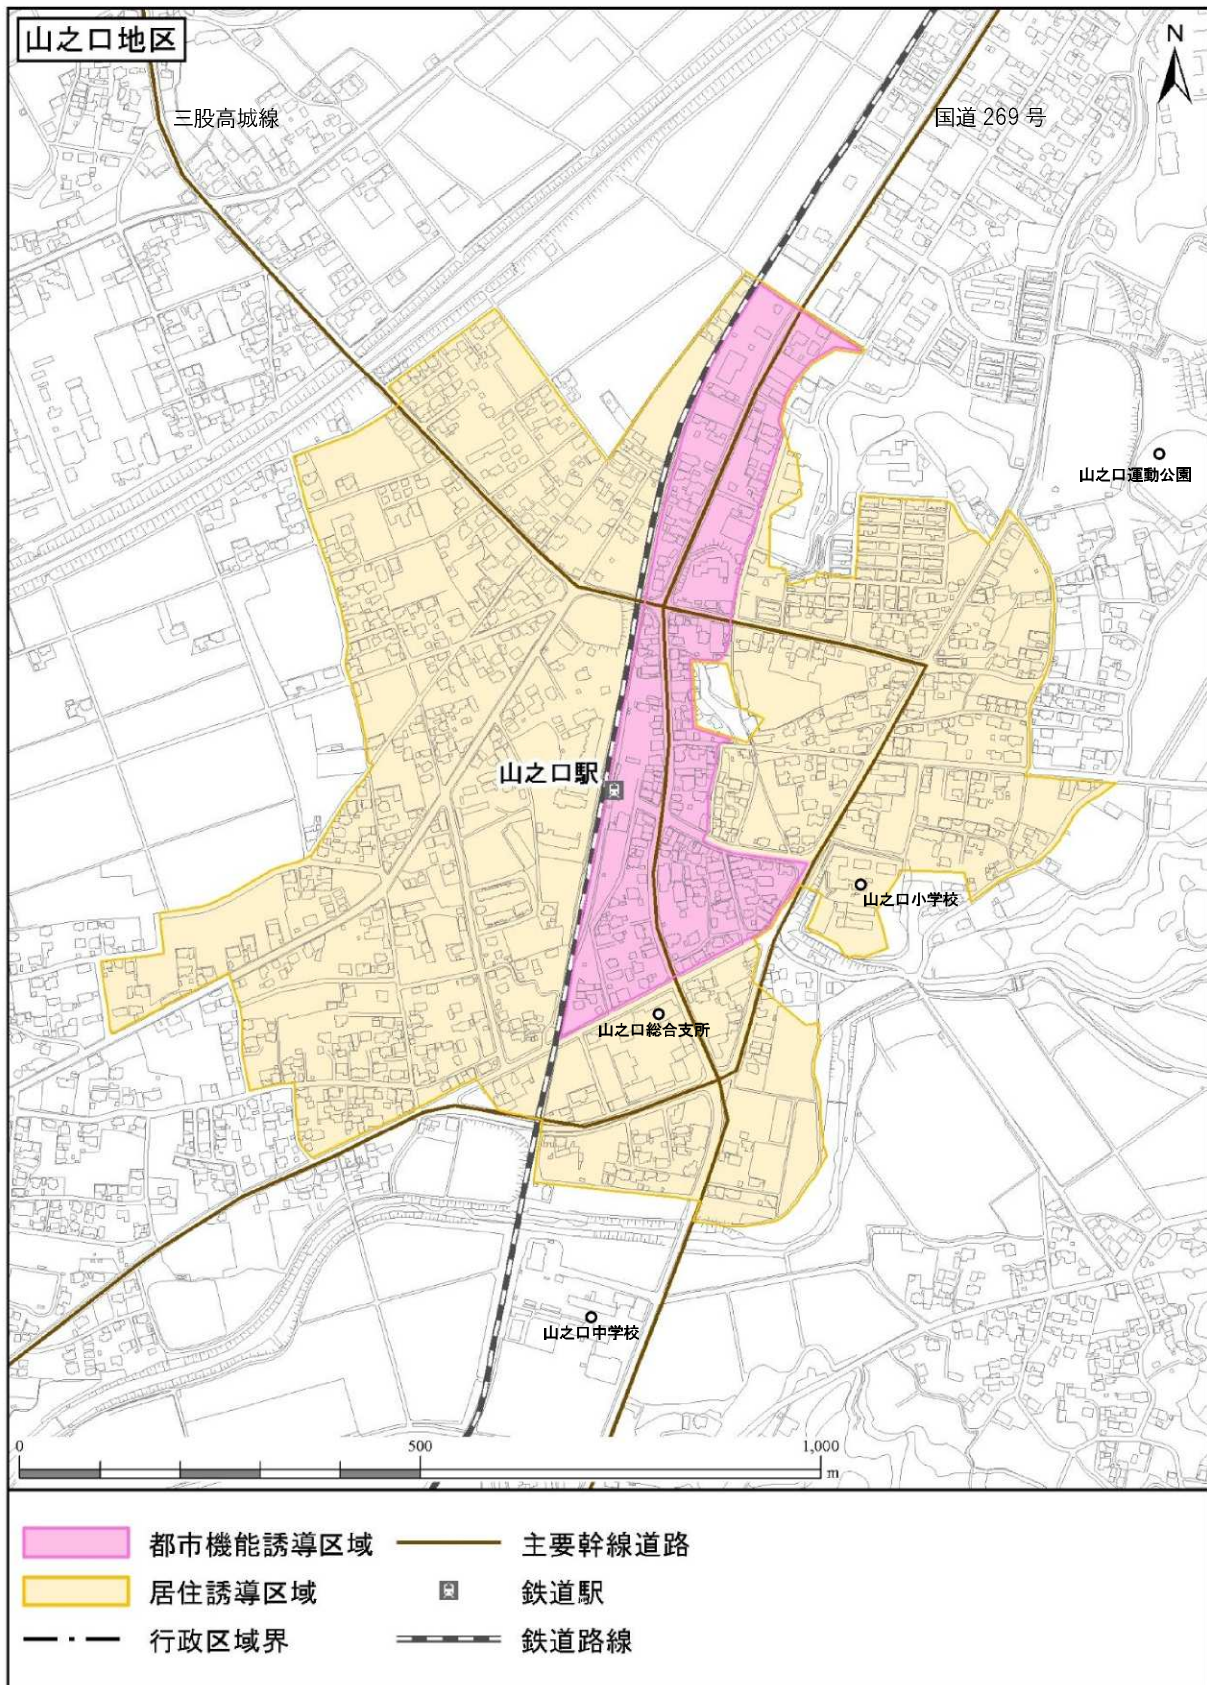 山之口地区
N
三股高城線
国道 269 号
山之口運動公園
山之口駅
山之口小学校
山之口総合支所
山之口中学校
0 500 1,000
m
都市機能誘導区域 主要幹線道路
居住誘導区域 鉄道駅
行政区域界 鉄道路線